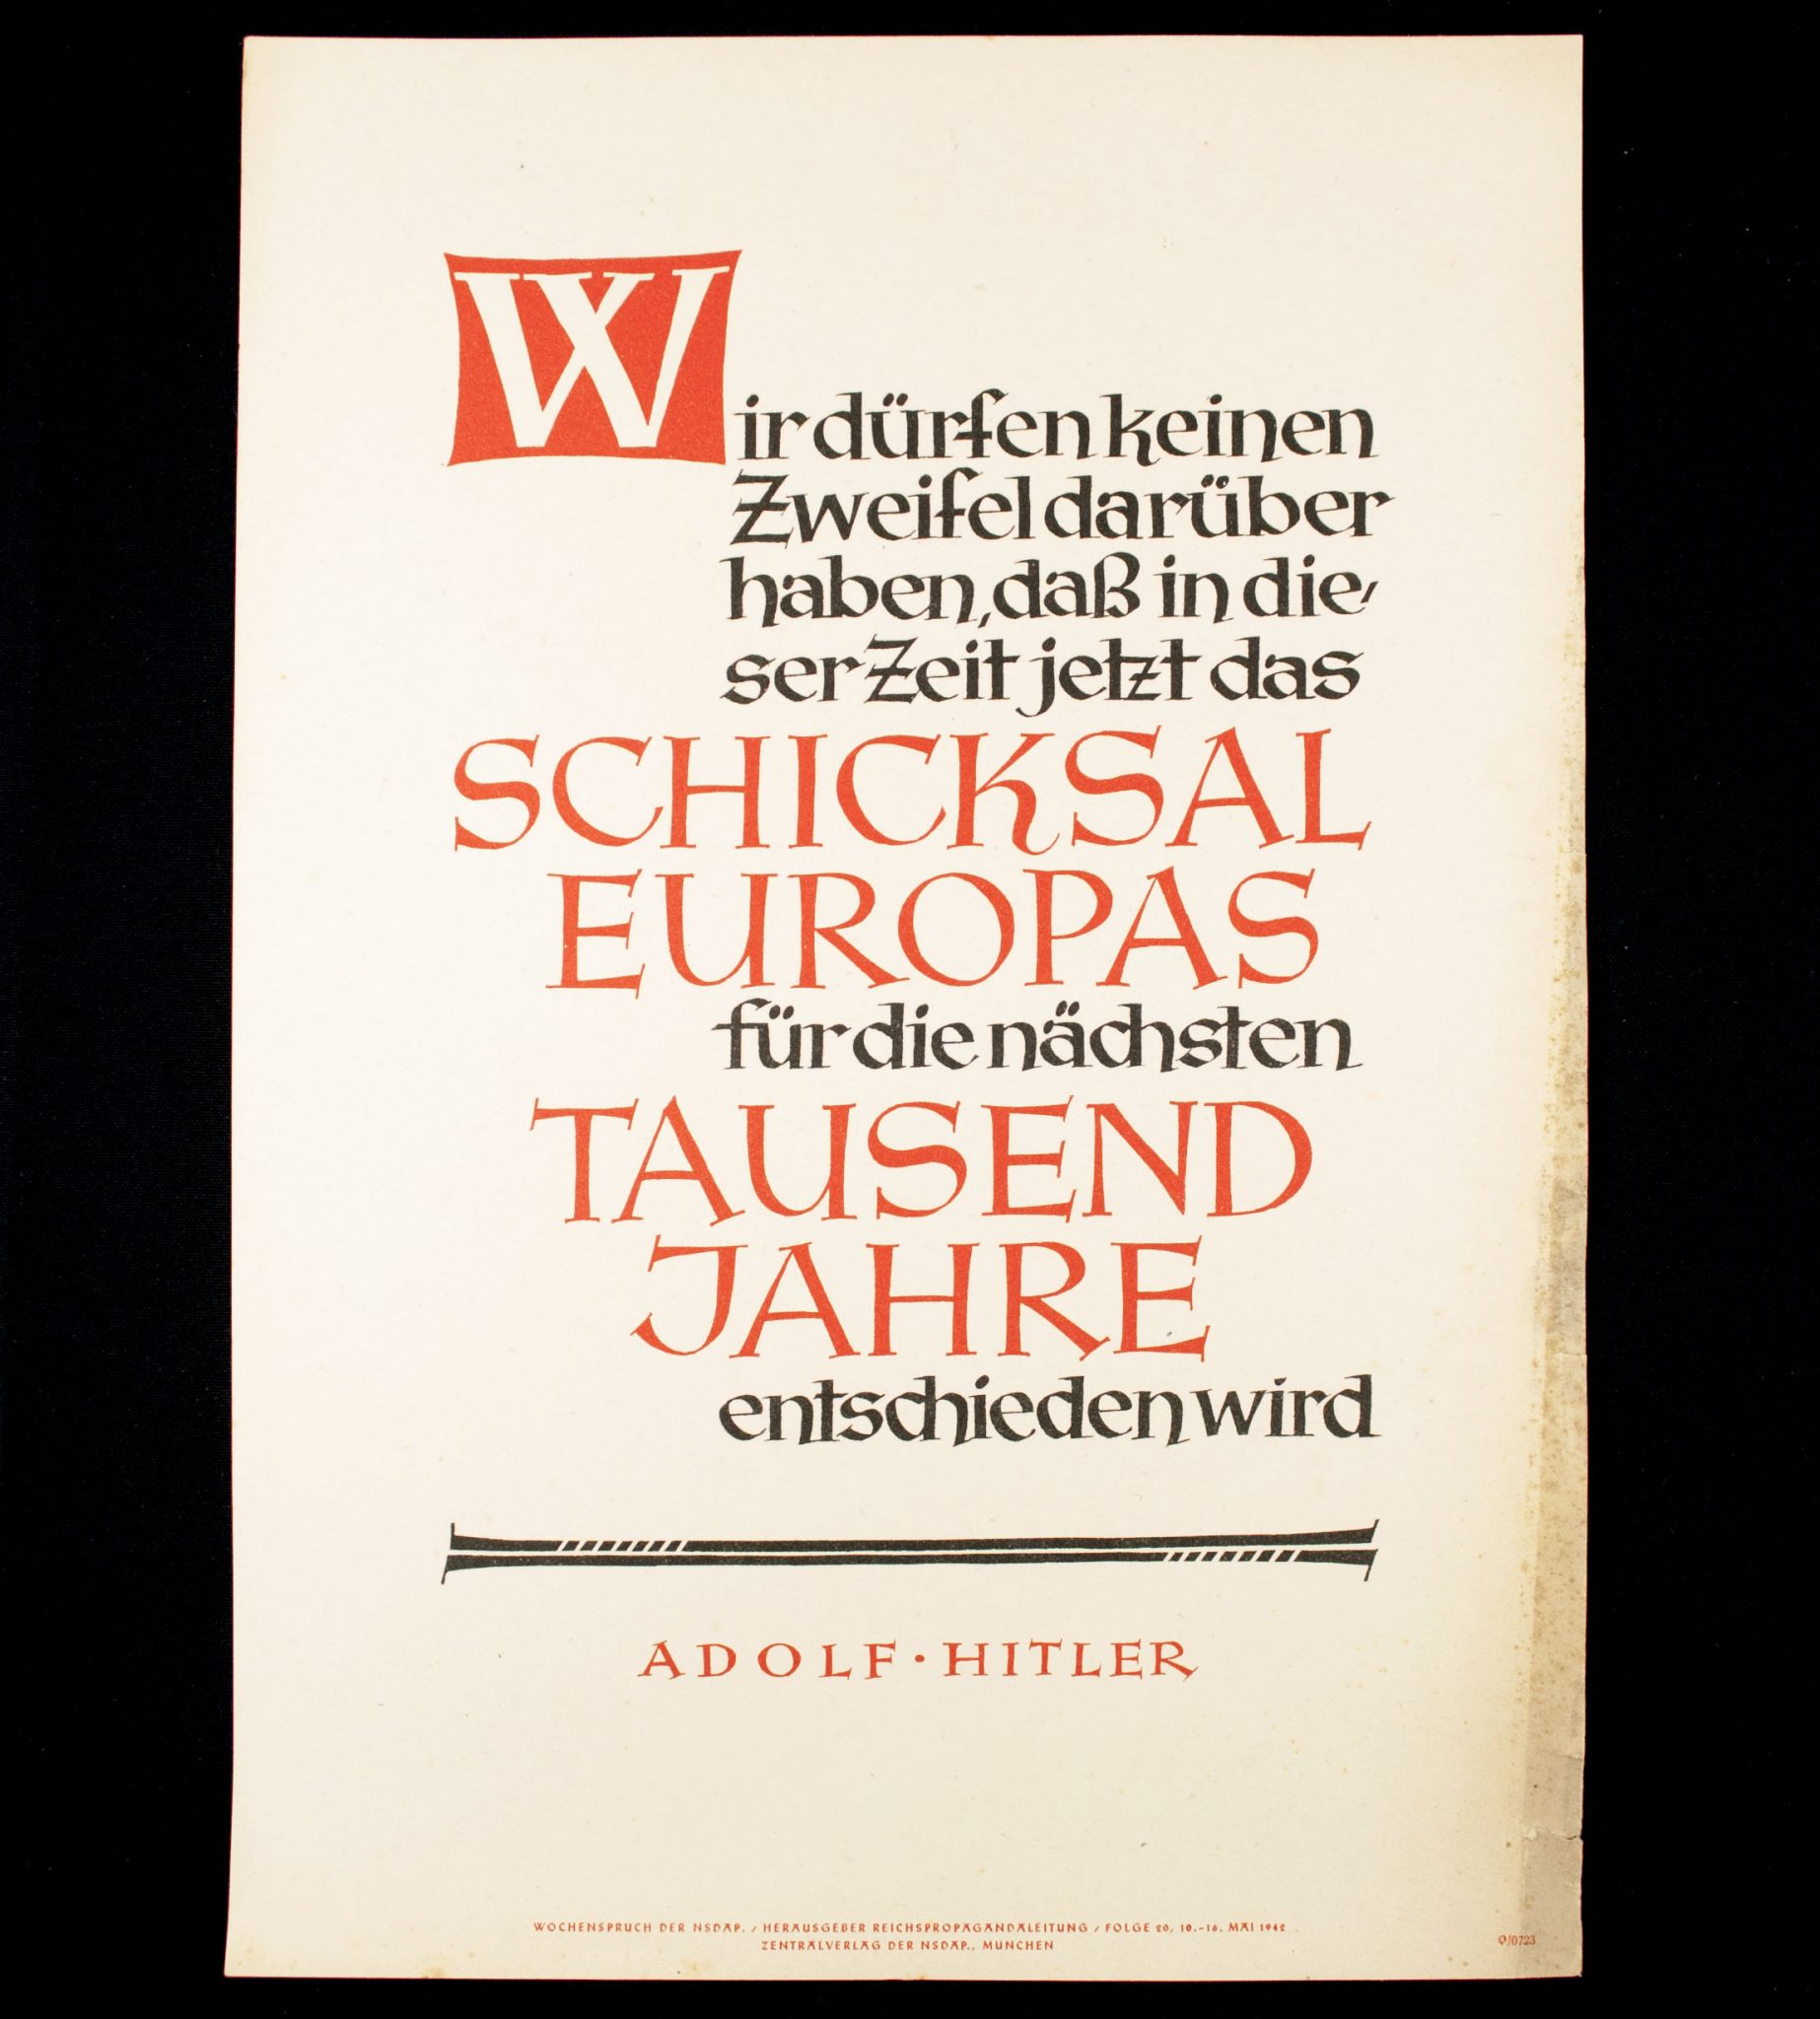 Wir dürfen keinen
Zweifel darüber
haben, daß in die-
ser Zeit jetzt das
SCHICKSAL
EUROPAS
für die nächsten
TAUSEND
JAHRE
entschieden wird
ADOLF · HITLER
WOCHENSPRUCH DER NSDAP. / HERAUSGEBER REICHSPROPAGANDALEITUNG / FOLGE 20, 10.-16. MAI 1942
ZENTRALVERLAG DER NSDAP., MÜNCHEN
Q/0723